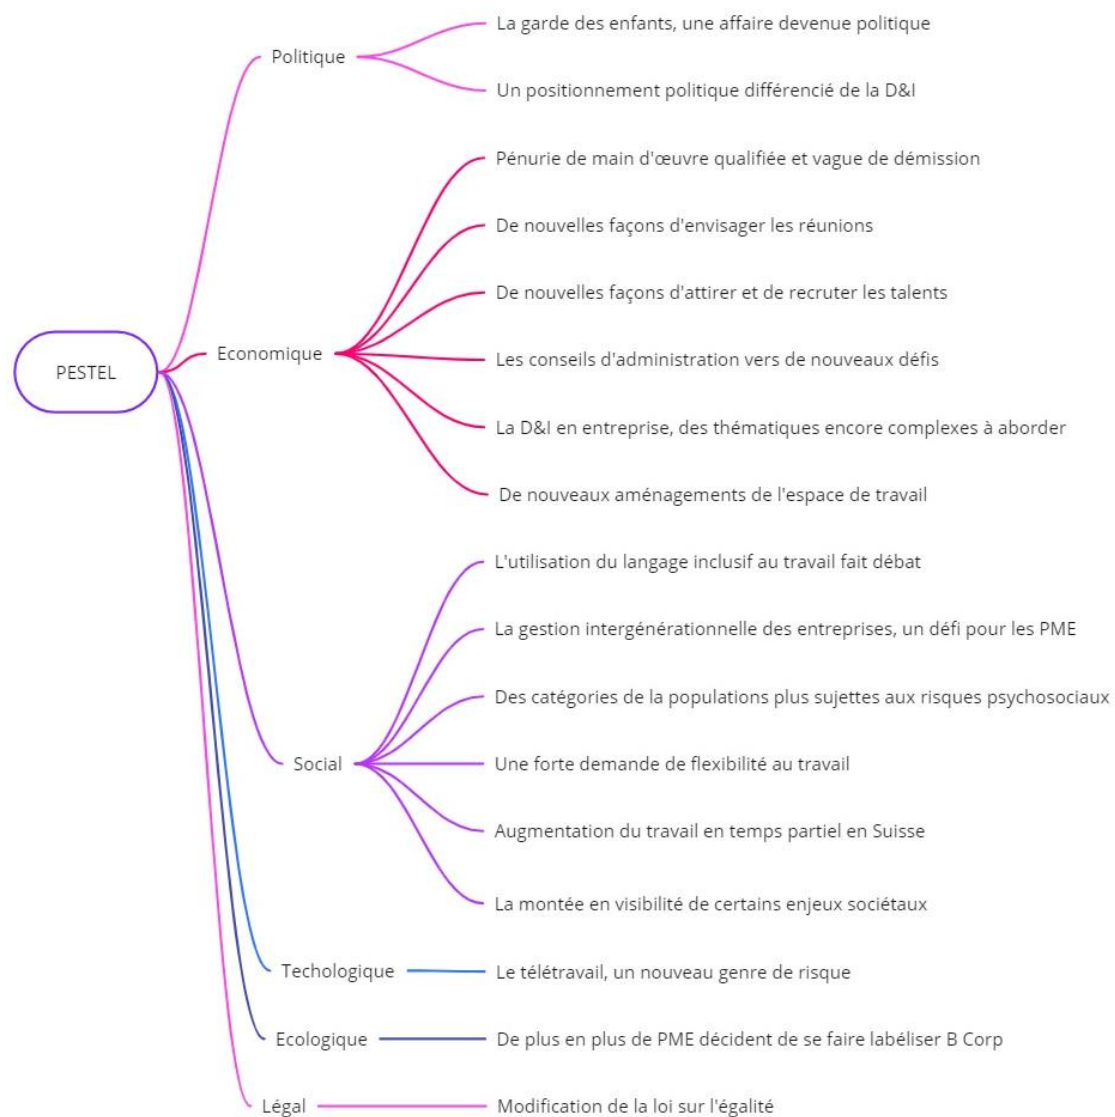 La garde des enfants, une affaire devenue politique
Politique
Un positionnement politique différencié de la D&I
Pénurie de main d'œuvre qualifiée et vague de démission
De nouvelles façons d'envisager les réunions
De nouvelles façons d'attirer et de recruter les talents
Economique
Les conseils d'administration vers de nouveaux défis
PESTEL
La D&I en entreprise, des thématiques encore complexes à aborder
De nouveaux aménagements de l'espace de travail
L'utilisation du langage inclusif au travail fait débat
La gestion intergénérationnelle des entreprises, un défi pour les PME
Des catégories de la populations plus sujettes aux risques psychosociaux
Social
Une forte demande de flexibilité au travail
Augmentation du travail en temps partiel en Suisse
La montée en visibilité de certains enjeux sociétaux
Techologique
Le télétravail, un nouveau genre de risque
Ecologique
De plus en plus de PME décident de se faire labéliser B Corp
Légal
Modification de la loi sur l'égalité